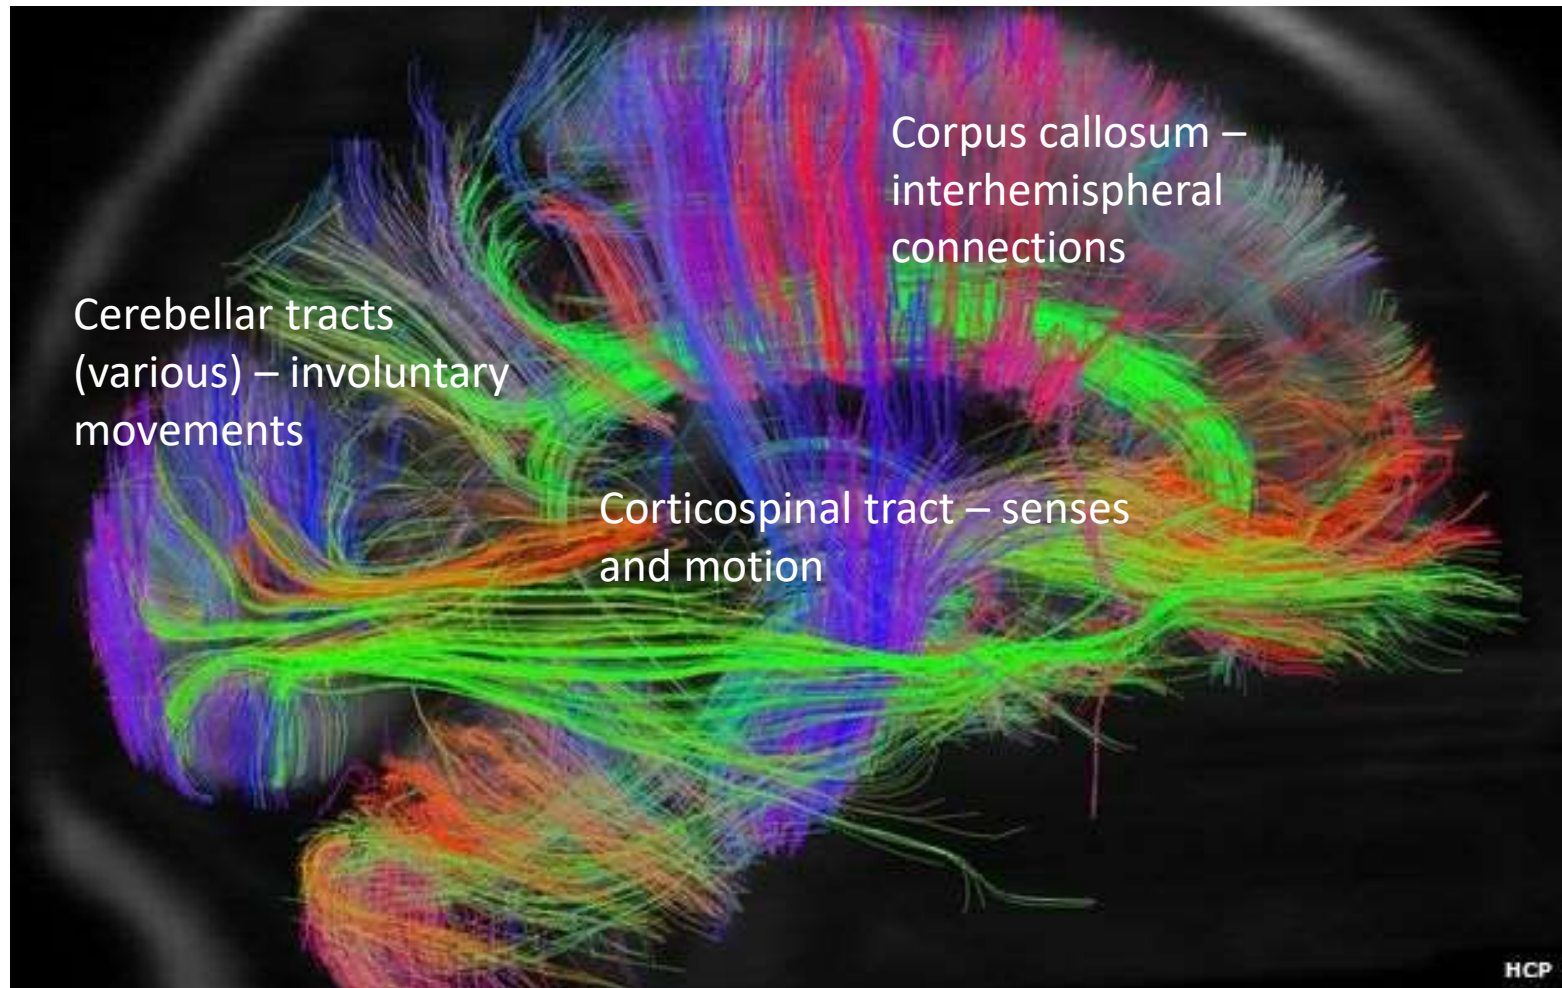 Corpus callosum –
interhemispheral
connections
Cerebellar tracts
(various) – involuntary
movements
Corticospinal tract – senses
and motion
HCP